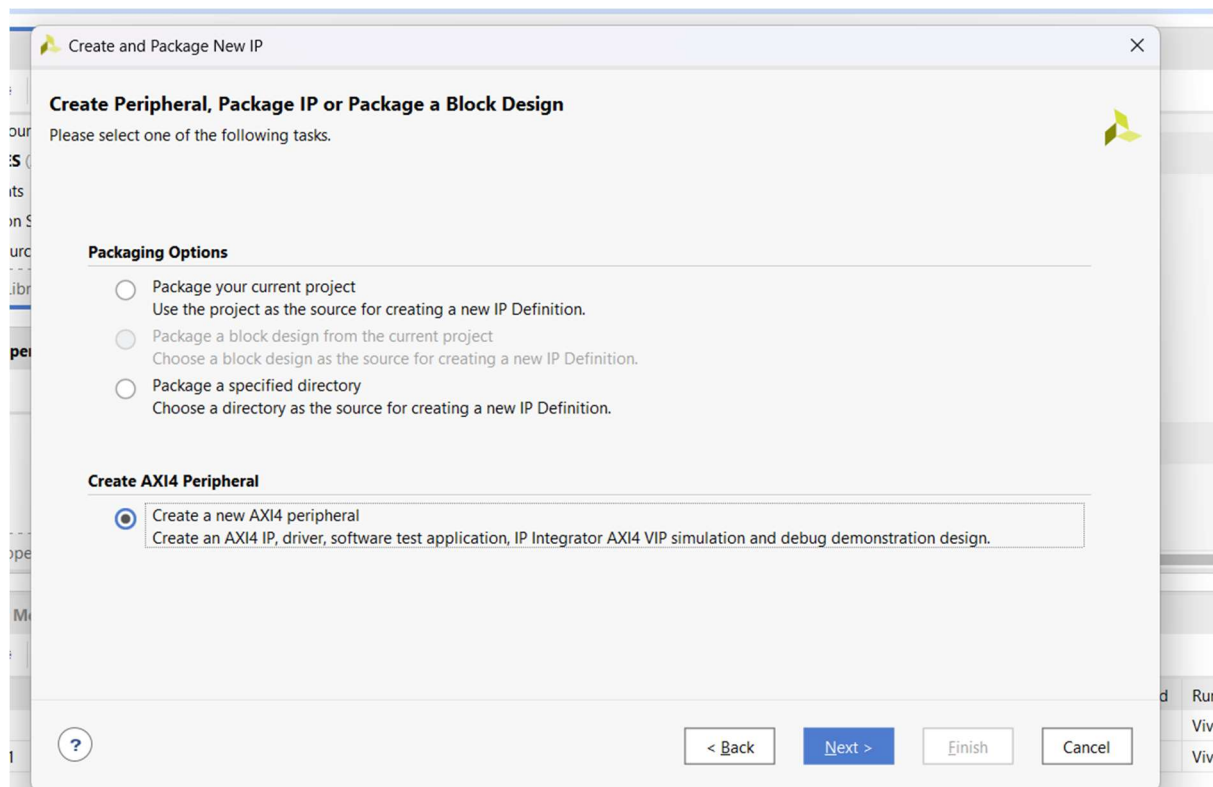 Create and Package New IP
Create Peripheral, Package IP or Package a Block Design
Please select one of the following tasks.
Packaging Options
Package your current project
Use the project as the source for creating a new IP Definition.
Package a block design from the current project
Choose a block design as the source for creating a new IP Definition.
Package a specified directory
Choose a directory as the source for creating a new IP Definition.
Create AXI4 Peripheral
Create a new AXI4 peripheral
Create an AXI4 IP, driver, software test application, IP Integrator AXI4 VIP simulation and debug demonstration design.
?
< Back
Next >
Finish
Cancel